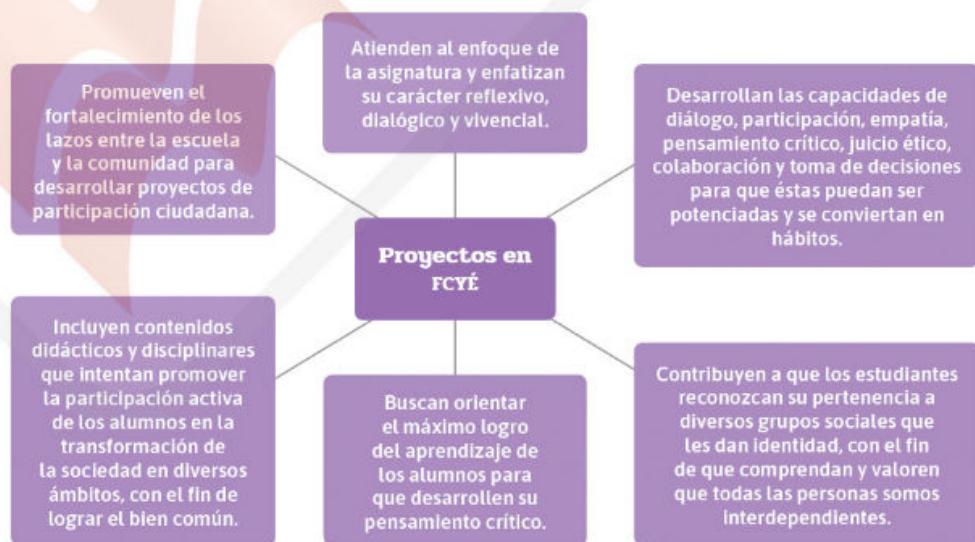 Atienden al enfoque de
la asignatura y enfatizan
su carácter reflexivo,
dialógico y vivencial.
Promueven el
fortalecimiento de los
lazos entre la escuela
y la comunidad para
desarrollar proyectos de
participación ciudadana.
Desarrollan las capacidades de
diálogo, participación, empatía,
pensamiento crítico, juicio ético,
colaboración y toma de decisiones
para que éstas puedan ser
potenciadas y se conviertan en
hábitos.
Proyectos en
FCYÉ
Incluyen contenidos
didácticos y disciplinares
que intentan promover
la participación activa
de los alumnos en la
transformación de
la sociedad en diversos
ámbitos, con el fin de
lograr el bien común.
Buscan orientar
el máximo logro
del aprendizaje de
los alumnos para
que desarrollen su
pensamiento crítico.
Contribuyen a que los estudiantes
reconozcan su pertenencia a
diversos grupos sociales que
les dan identidad, con el fin
de que comprendan y valoren
que todas las personas somos
interdependientes.